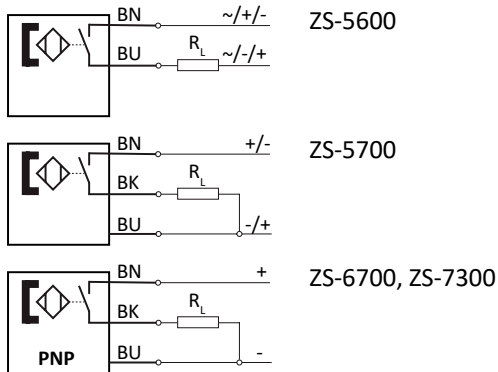 BN ~/+/- ZS-5600
BU R_L ~/-/+
BN +/- ZS-5700
BK R_L
BU -/+
BN + ZS-6700, ZS-7300
BK R_L
PNP BU -